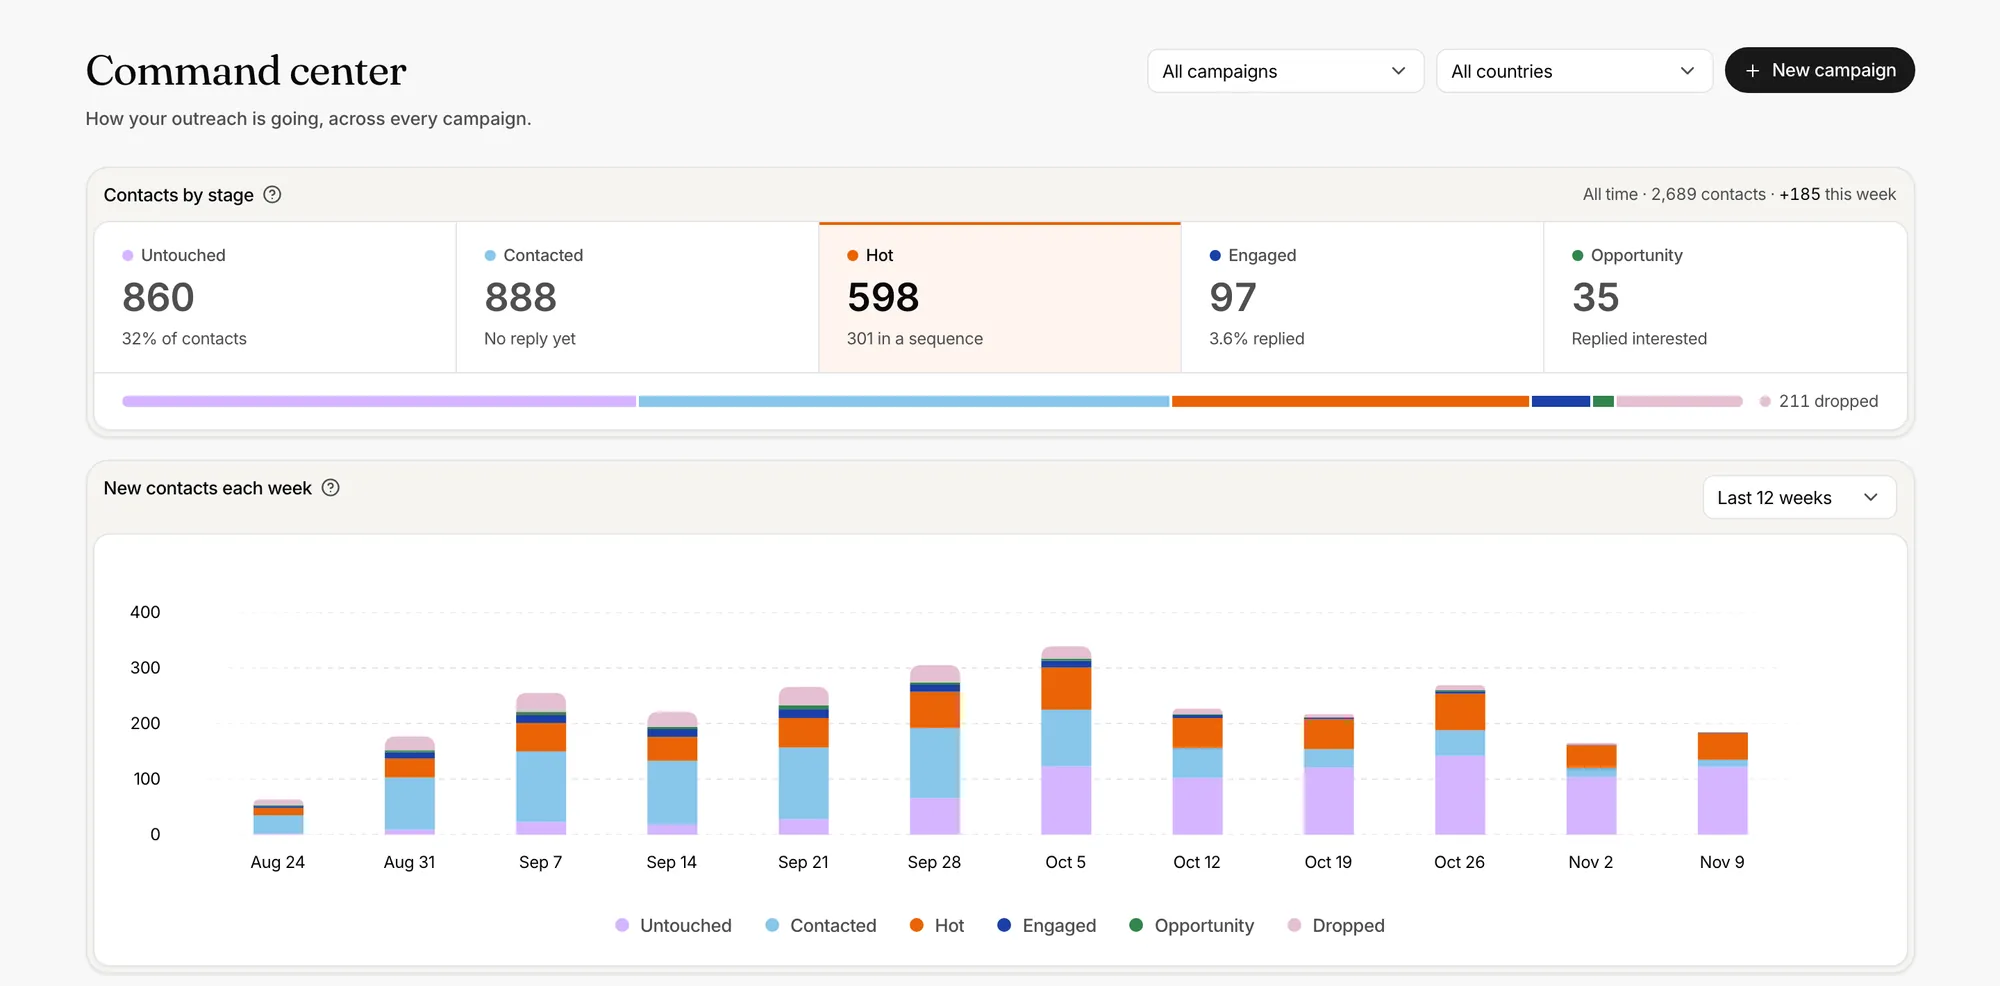 Command center
How your outreach is going, across every campaign.
All campaigns
All countries
+ New campaign
Contacts by stage ?
All time · 2,689 contacts · +185 this week
Untouched
860
32% of contacts
Contacted
888
No reply yet
Hot
598
301 in a sequence
Engaged
97
3.6% replied
Opportunity
35
Replied interested
211 dropped
New contacts each week ?
Last 12 weeks
400
300
200
100
0
Aug 24
Aug 31
Sep 7
Sep 14
Sep 21
Sep 28
Oct 5
Oct 12
Oct 19
Oct 26
Nov 2
Nov 9
Untouched
Contacted
Hot
Engaged
Opportunity
Dropped